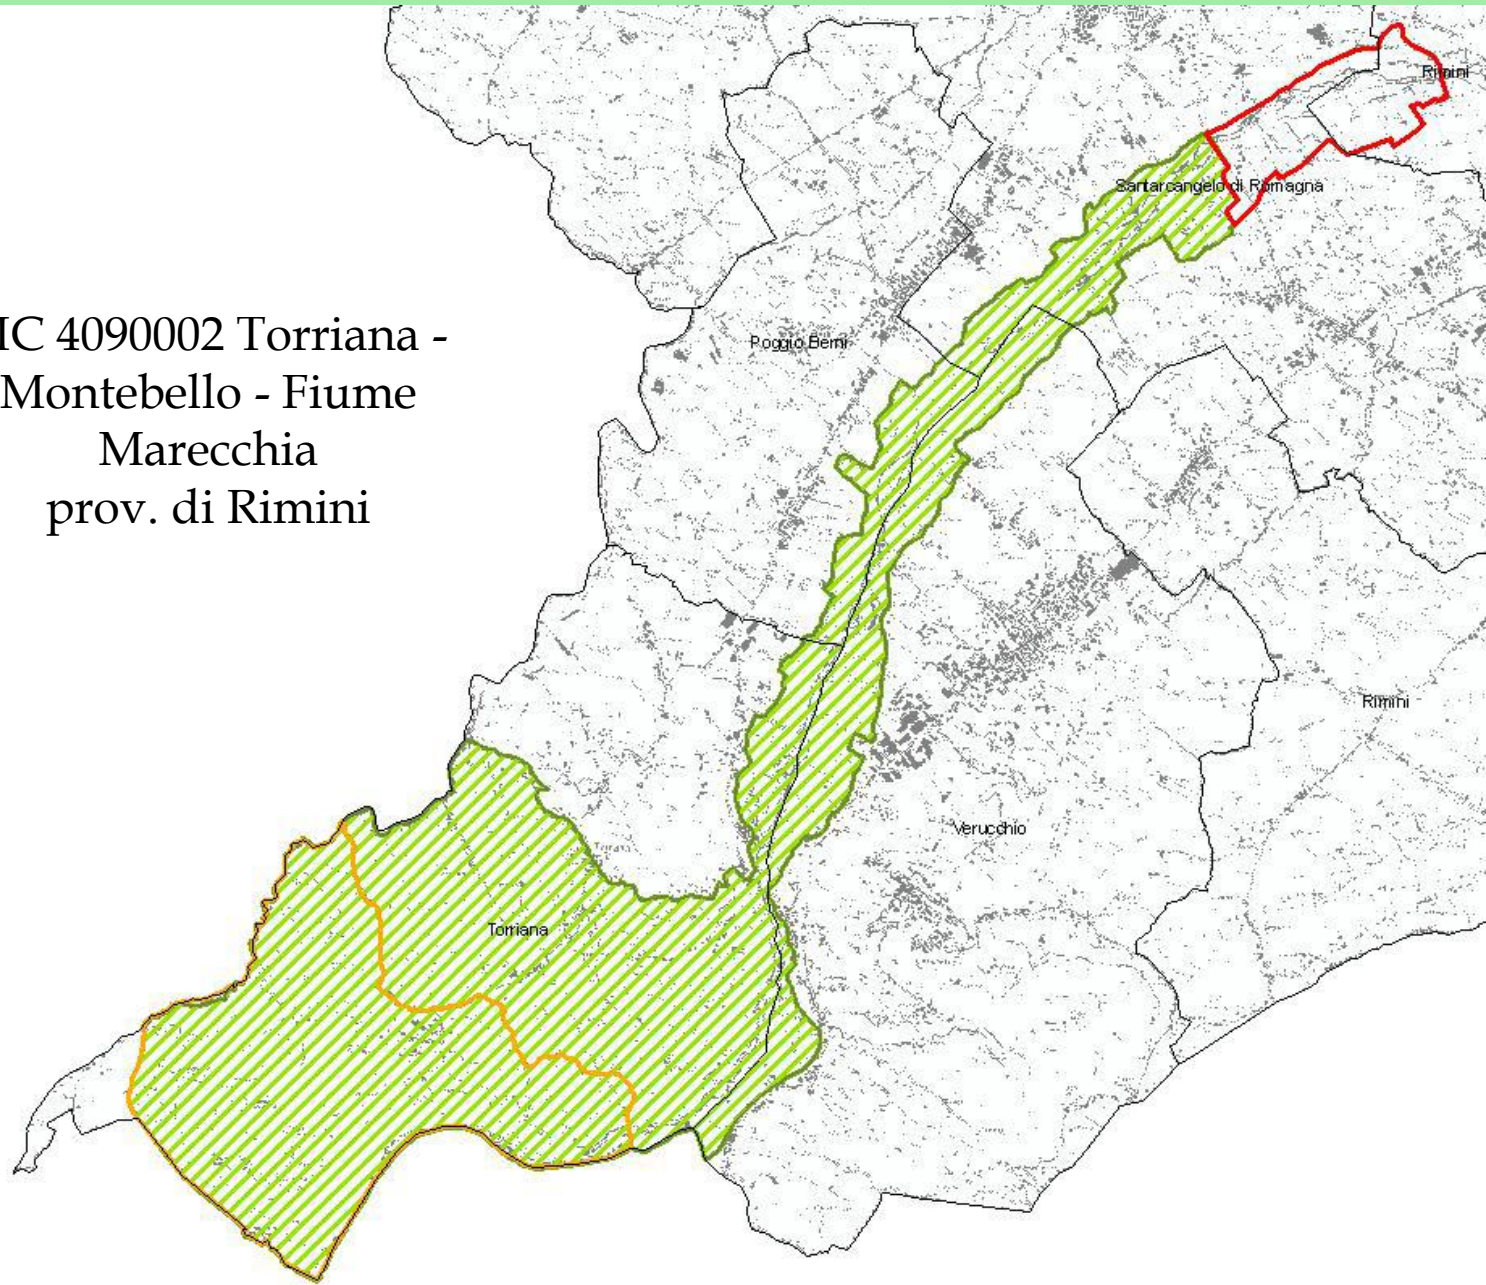 IC 4090002 Torriana -
Montebello - Fiume
Marecchia
prov. di Rimini
Rimini
Santarcangelo di Romagna
Poggio Berni
Rimini
Verucchio
Torriana